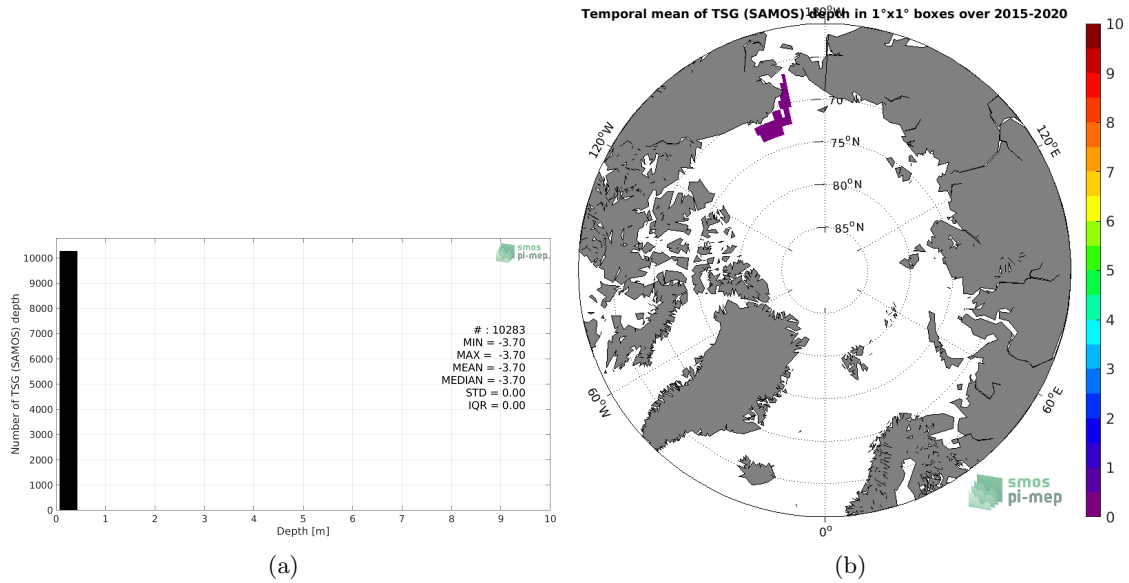 Temporal mean of TSG (SAMOS) depth in 1°x1° boxes over 2015-2020
180°W
120°W
120°E
60°W
60°E
0°
70
75°N
80°N
85°N
10
9
8
7
6
5
4
3
2
1
0
smos
pi-mep
Number of TSG (SAMOS) depth
10000
9000
8000
7000
6000
5000
4000
3000
2000
1000
0
smos
pi-mep
# : 10283
MIN = -3.70
MAX = -3.70
MEAN = -3.70
MEDIAN = -3.70
STD = 0.00
IQR = 0.00
0 1 2 3 4 5 6 7 8 9 10
Depth [m]
(a)
(b)